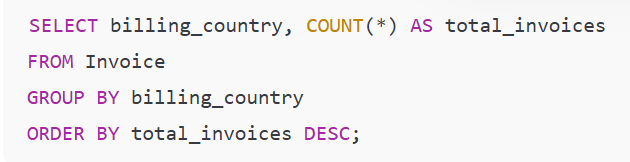 SELECT billing_country, COUNT(*) AS total_invoices
FROM Invoice
GROUP BY billing_country
ORDER BY total_invoices DESC;